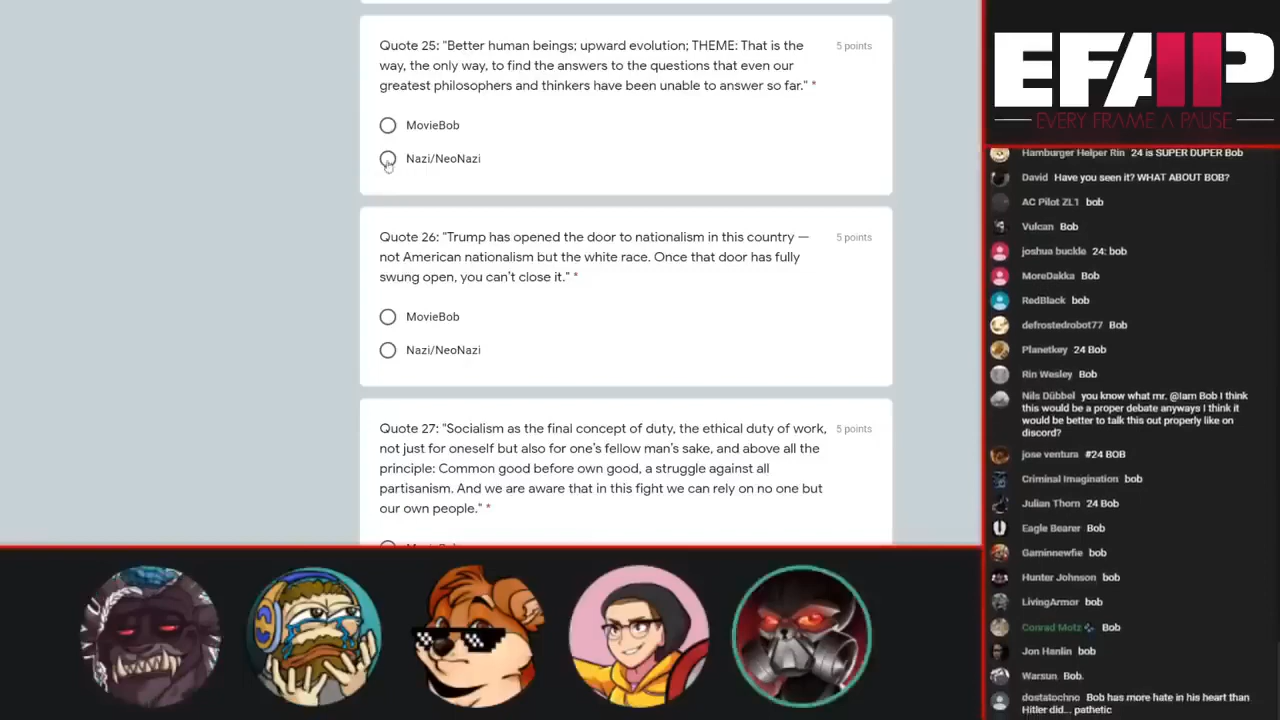 Quote 25: "Better human beings; upward evolution; THEME: That is the
way, the only way, to find the answers to the questions that even our
greatest philosophers and thinkers have been unable to answer so far." *
5 points
MovieBob
Nazi/NeoNazi
Quote 26: "Trump has opened the door to nationalism in this country —
not American nationalism but the white race. Once that door has fully
swung open, you can't close it." *
5 points
MovieBob
Nazi/NeoNazi
Quote 27: "Socialism as the final concept of duty, the ethical duty of work,
not just for oneself but also for one's fellow man's sake, and above all the
principle: Common good before own good, a struggle against all
partisanism. And we are aware that in this fight we can rely on no one but
our own people." *
5 points
MovieBob
EFAP
EVERY FRAME A PAUSE
Hamburger Helper Rin 24 is SUPER DUPER Bob
David Have you seen it? WHAT ABOUT BOB?
AC Pilot ZL1 bob
Vulcan Bob
joshua buckle 24: bob
MoreDakka Bob
RedBlack bob
defrostedrobot77 Bob
Planetkey 24 Bob
Rin Wesley Bob
Nils Dübbel you know what mr. @Iam Bob I think
this would be a proper debate anyways I think it
would be better to talk this out properly like on
discord?
jose ventura #24 BOB
Criminal Imagination bob
Julian Thorn 24 Bob
Eagle Bearer Bob
Gaminnewfie bob
Hunter Johnson bob
LivingArmor bob
Conrad Motz Bob
Jon Hanlin bob
Warsun Bob.
dastatochno Bob has more hate in his heart than
Hitler did... pathetic